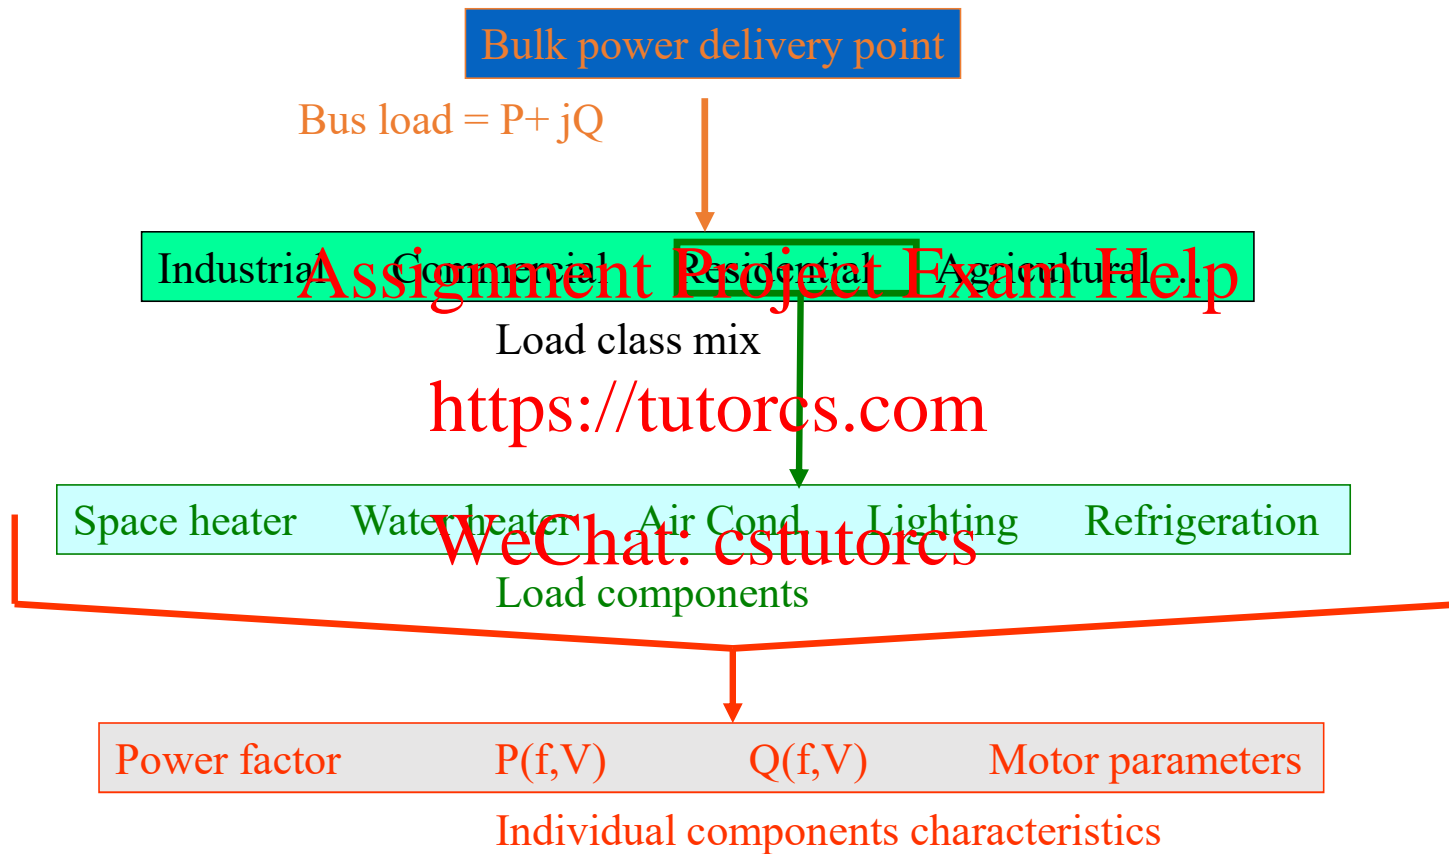 Bulk power delivery point
Bus load = P+ jQ
Industrial Commercial Residential Agricultural ...
Assignment Project Exam Help
Load class mix
https://tutorcs.com
Space heater Water heater Air Cond. Lighting Refrigeration
WeChat: cstutorcs
Load components
Power factor P(f,V) Q(f,V) Motor parameters
Individual components characteristics